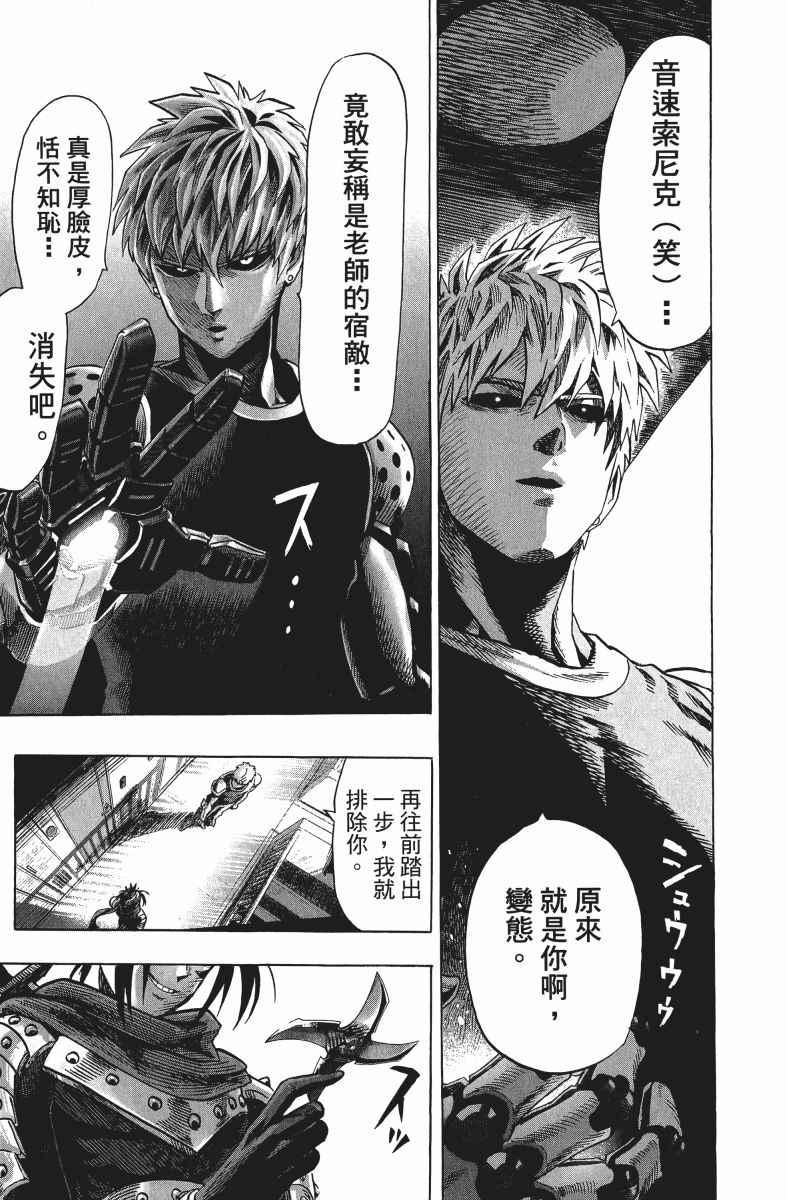 音速索尼克（笑）…
原來
就是你啊，
變態。
シュウゥゥ
竟敢妄稱是老師的宿敵…
真是厚臉皮，
恬不知恥…
消失吧。
ス…
再往前踏出
一步，我就
排除你。
スッ